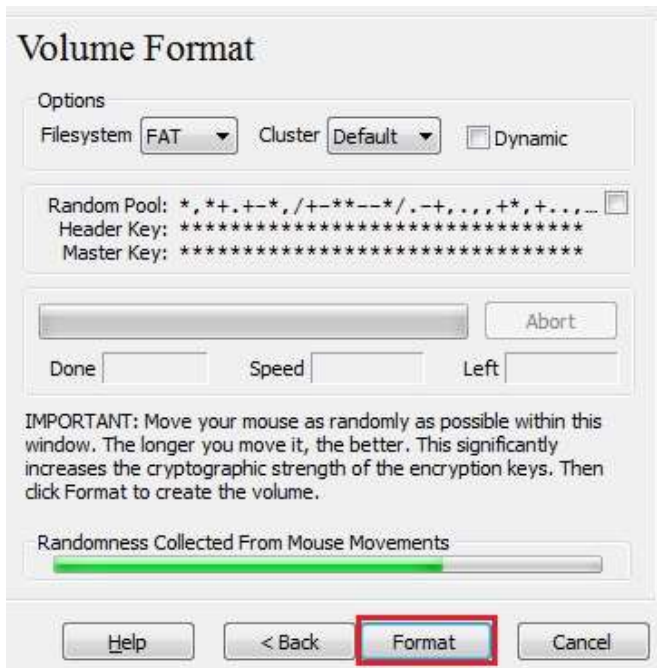 Volume Format
Options
Filesystem FAT Cluster Default Dynamic
Random Pool: *,*+.+-*,/+-**--*/.-+,.,,+*,+..,…
Header Key: ********************************
Master Key: ********************************
Abort
Done Speed Left
IMPORTANT: Move your mouse as randomly as possible within this
window. The longer you move it, the better. This significantly
increases the cryptographic strength of the encryption keys. Then
click Format to create the volume.
Randomness Collected From Mouse Movements
Help < Back Format Cancel